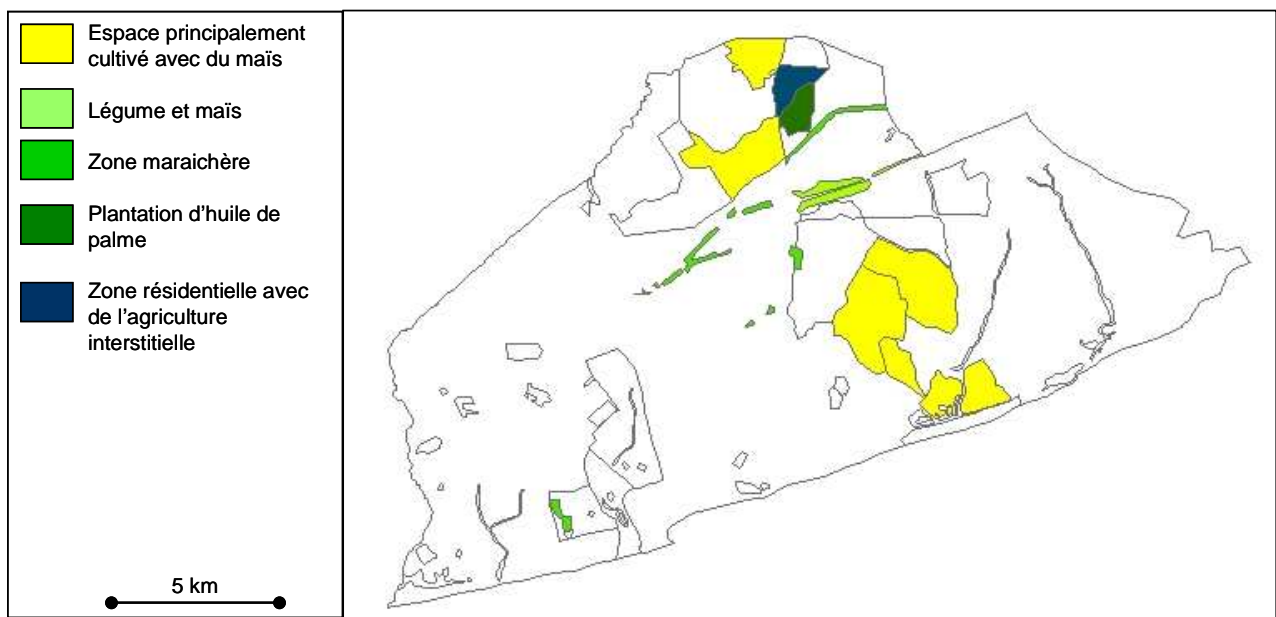 Espace principalement
cultivé avec du maïs
Légume et maïs
Zone maraichère
Plantation d'huile de
palme
Zone résidentielle avec
de l'agriculture
interstitielle
5 km